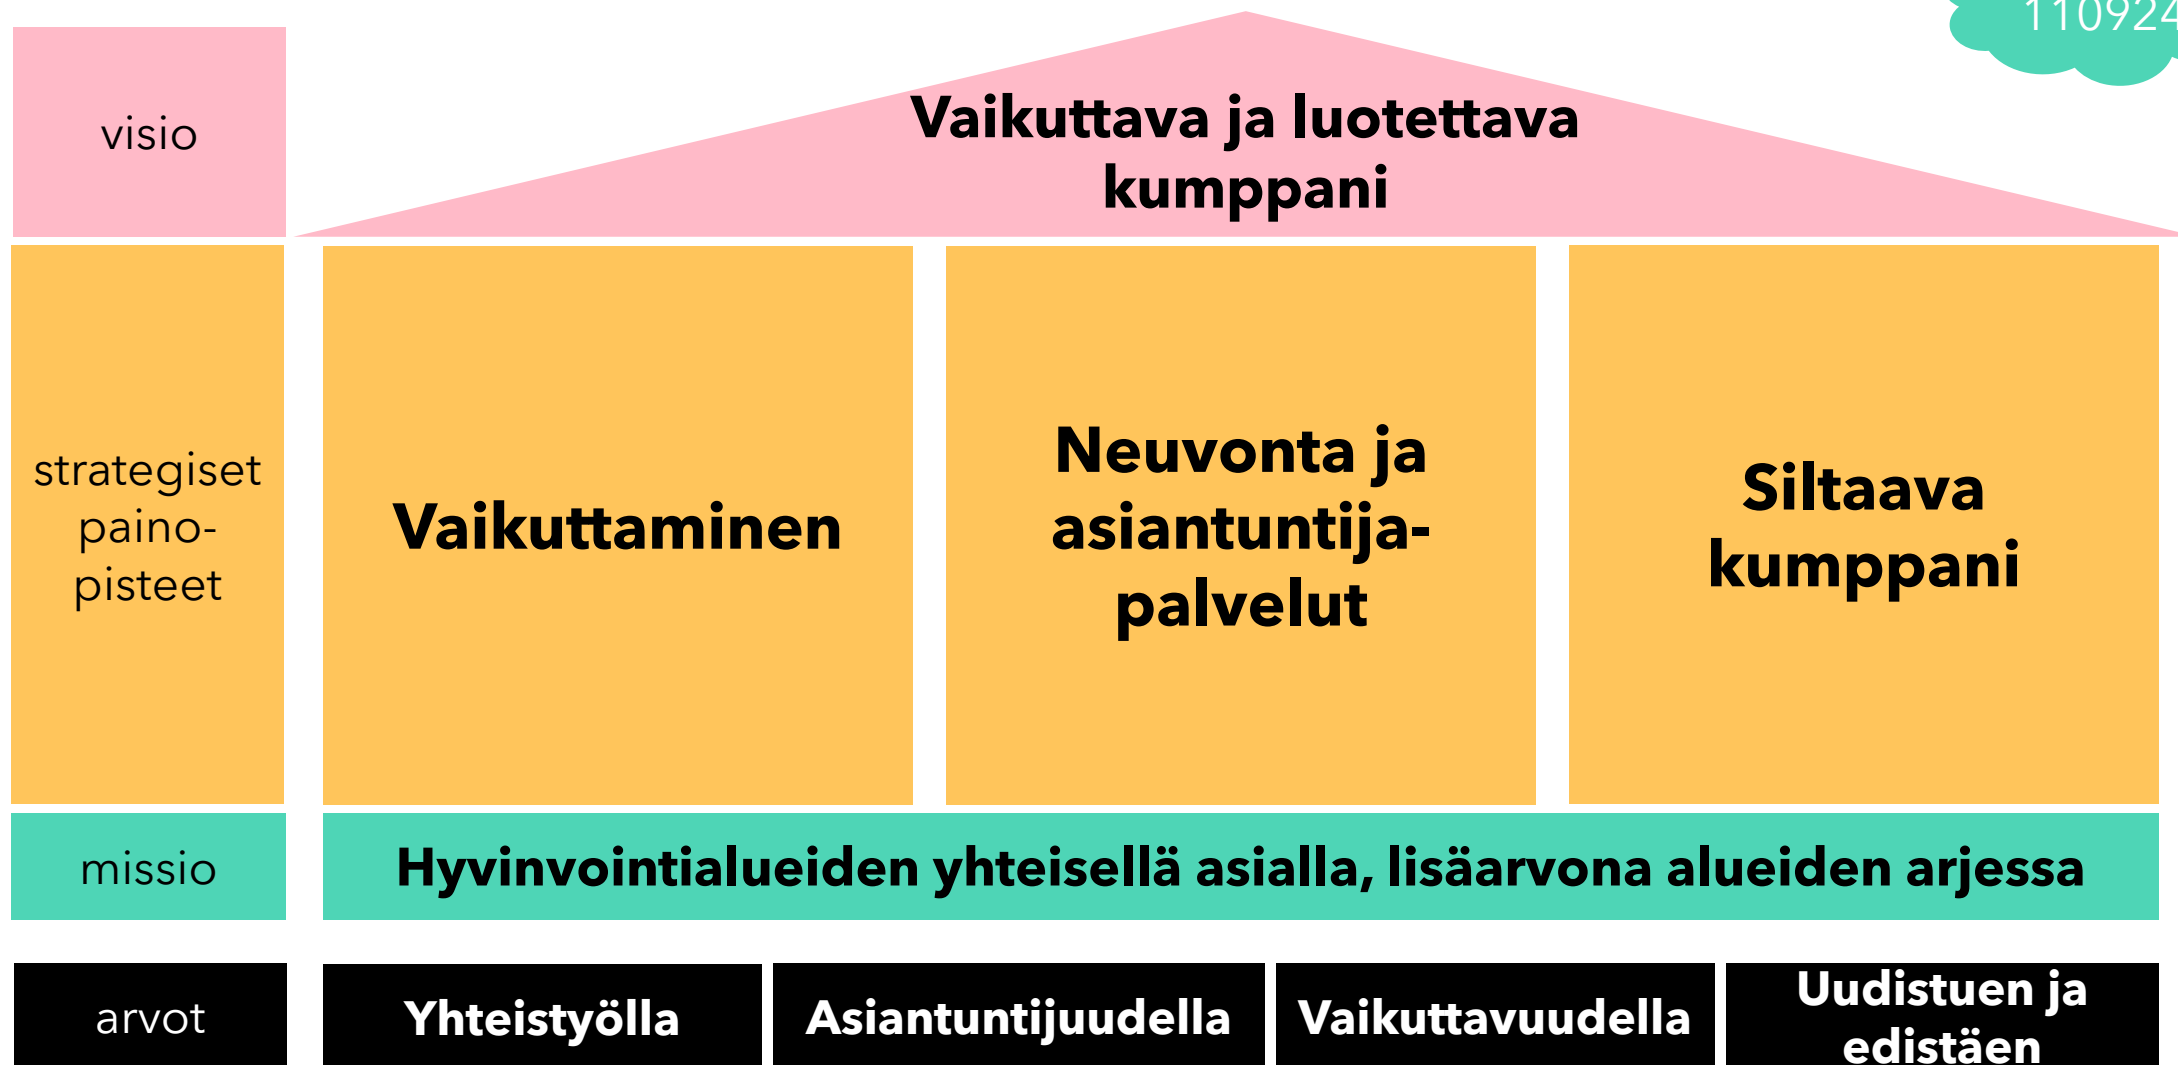 110924
visio
Vaikuttava ja luotettava
kumppani
strategiset
paino-
pisteet
Vaikuttaminen
Neuvonta ja
asiantuntija-
palvelut
Siltaava
kumppani
missio
Hyvinvointialueiden yhteisellä asialla, lisäarvona alueiden arjessa
arvot
Yhteistyölla
Asiantuntijuudella
Vaikuttavuudella
Uudistuen ja
edistäen